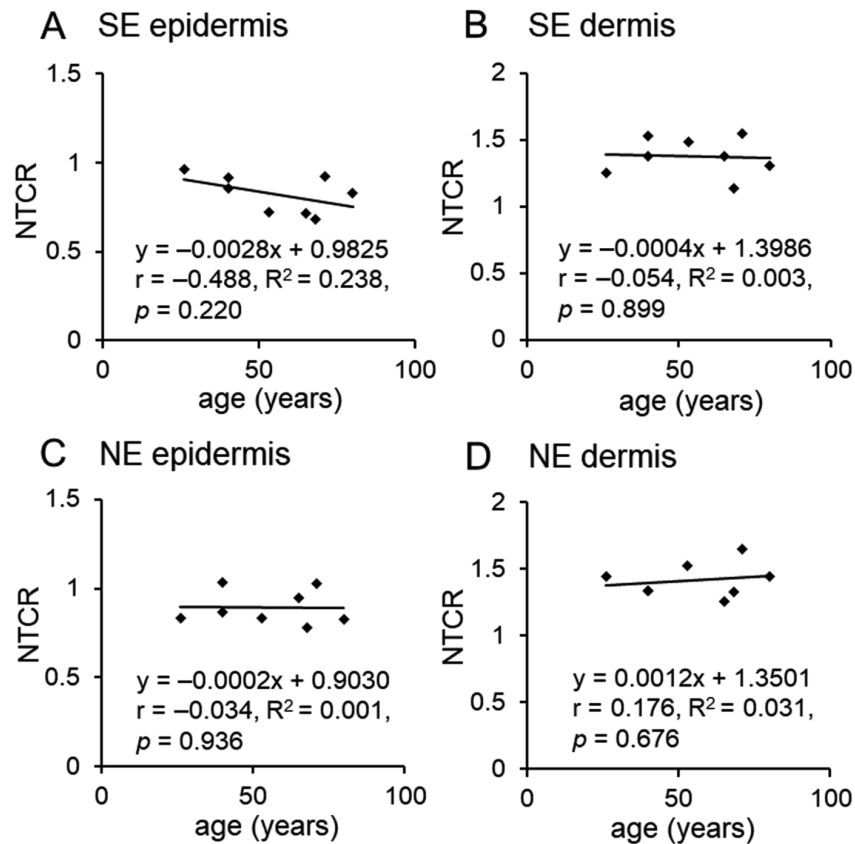 A SE epidermis
1.5
1
0.5
0
NTCR
y = –0.0028x + 0.9825
r = –0.488, R² = 0.238,
p = 0.220
0 50 100
age (years)
B SE dermis
2
1.5
1
0.5
0
NTCR
y = –0.0004x + 1.3986
r = –0.054, R² = 0.003,
p = 0.899
0 50 100
age (years)
C NE epidermis
1.5
1
0.5
0
NTCR
y = –0.0002x + 0.9030
r = –0.034, R² = 0.001,
p = 0.936
0 50 100
age (years)
D NE dermis
2
1.5
1
0.5
0
NTCR
y = 0.0012x + 1.3501
r = 0.176, R² = 0.031,
p = 0.676
0 50 100
age (years)